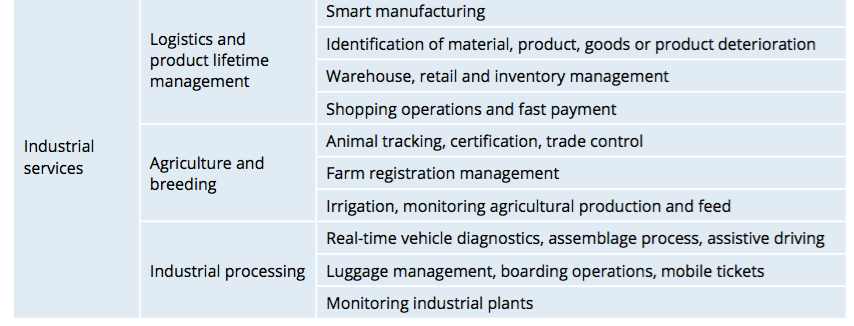 Industrial
services
Logistics and
product lifetime
management
Smart manufacturing
Identification of material, product, goods or product deterioration
Warehouse, retail and inventory management
Shopping operations and fast payment
Agriculture and
breeding
Animal tracking, certification, trade control
Farm registration management
Irrigation, monitoring agricultural production and feed
Industrial processing
Real-time vehicle diagnostics, assemblage process, assistive driving
Luggage management, boarding operations, mobile tickets
Monitoring industrial plants